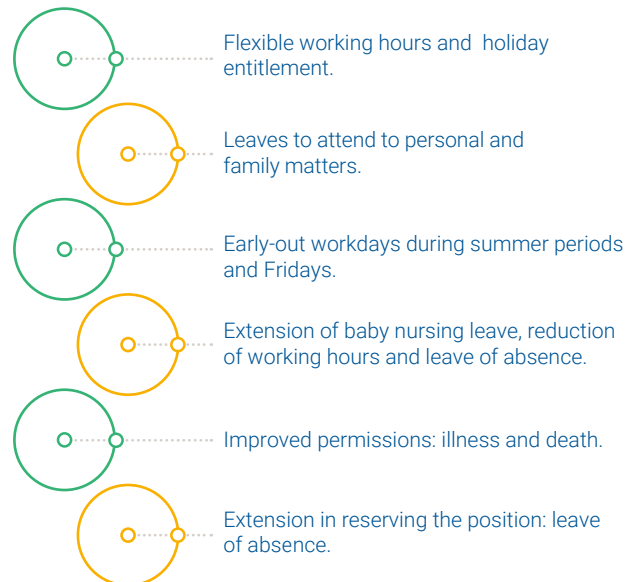 Flexible working hours and  holiday
entitlement.
Leaves to attend to personal and
family matters.
Early-out workdays during summer periods
and Fridays.
Extension of baby nursing leave, reduction
of working hours and leave of absence.
Improved permissions: illness and death.
Extension in reserving the position: leave
of absence.